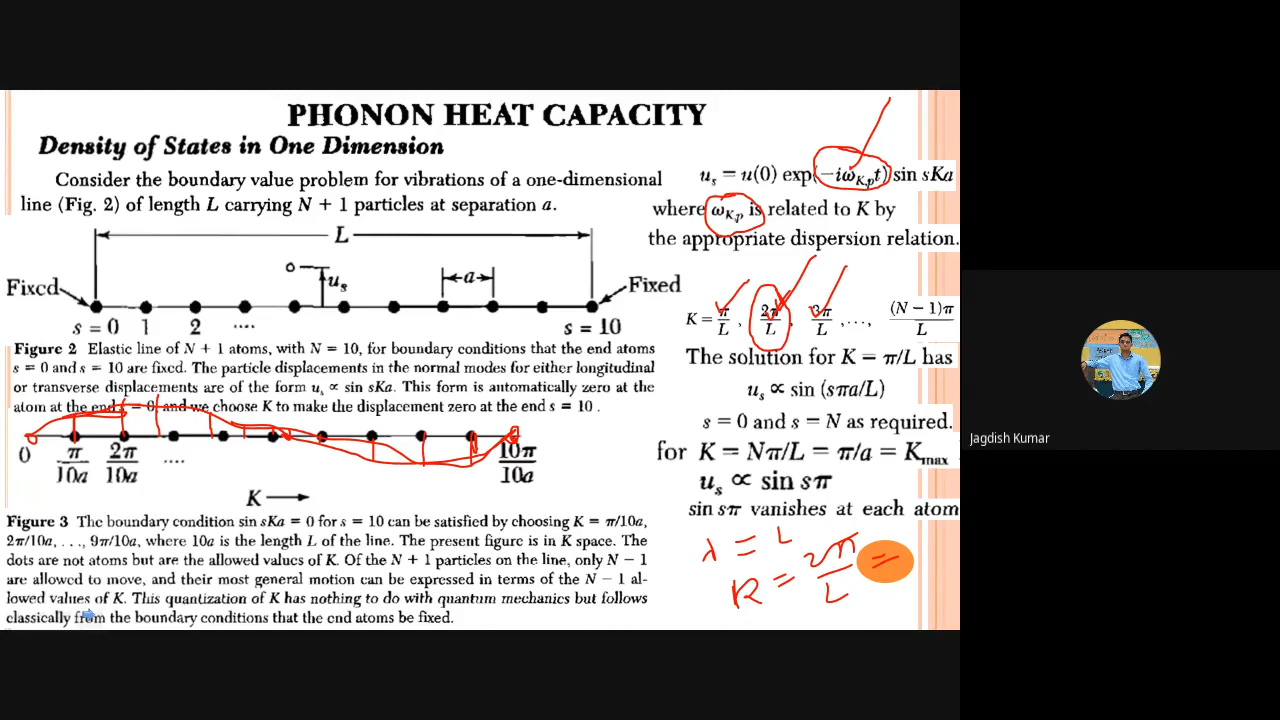 PHONON HEAT CAPACITY
Density of States in One Dimension
Consider the boundary value problem for vibrations of a one-dimensional
line (Fig. 2) of length L carrying N + 1 particles at separation a.
L
uₛ
a
Fixed
Fixed
s = 0 1 2 .... s = 10
Figure 2 Elastic line of N + 1 atoms, with N = 10, for boundary conditions that the end atoms
s = 0 and s = 10 are fixed. The particle displacements in the normal modes for either longitudinal
or transverse displacements are of the form uₛ ∝ sin sKa. This form is automatically zero at the
atom at the end s = 0, and we choose K to make the displacement zero at the end s = 10 .
0 π/10a 2π/10a .... 10π/10a
K →
Figure 3 The boundary condition sin sKa = 0 for s = 10 can be satisfied by choosing K = π/10a,
2π/10a, . . ., 9π/10a, where 10a is the length L of the line. The present figure is in K space. The
dots are not atoms but are the allowed values of K. Of the N + 1 particles on the line, only N − 1
are allowed to move, and their most general motion can be expressed in terms of the N − 1 al-
lowed values of K. This quantization of K has nothing to do with quantum mechanics but follows
classically from the boundary conditions that the end atoms be fixed.
uₛ = u(0) exp(−iω_K,p t) sin sKa
where ω_K,p is related to K by
the appropriate dispersion relation.
K = π/L , 2π/L , 3π/L , . . . , (N − 1)π/L
The solution for K = π/L has
uₛ ∝ sin (sπa/L)
s = 0 and s = N as required.
for K = Nπ/L = π/a = K_max
uₛ ∝ sin sπ
sin sπ vanishes at each atom
λ = L
K = 2π/L =
Jagdish Kumar